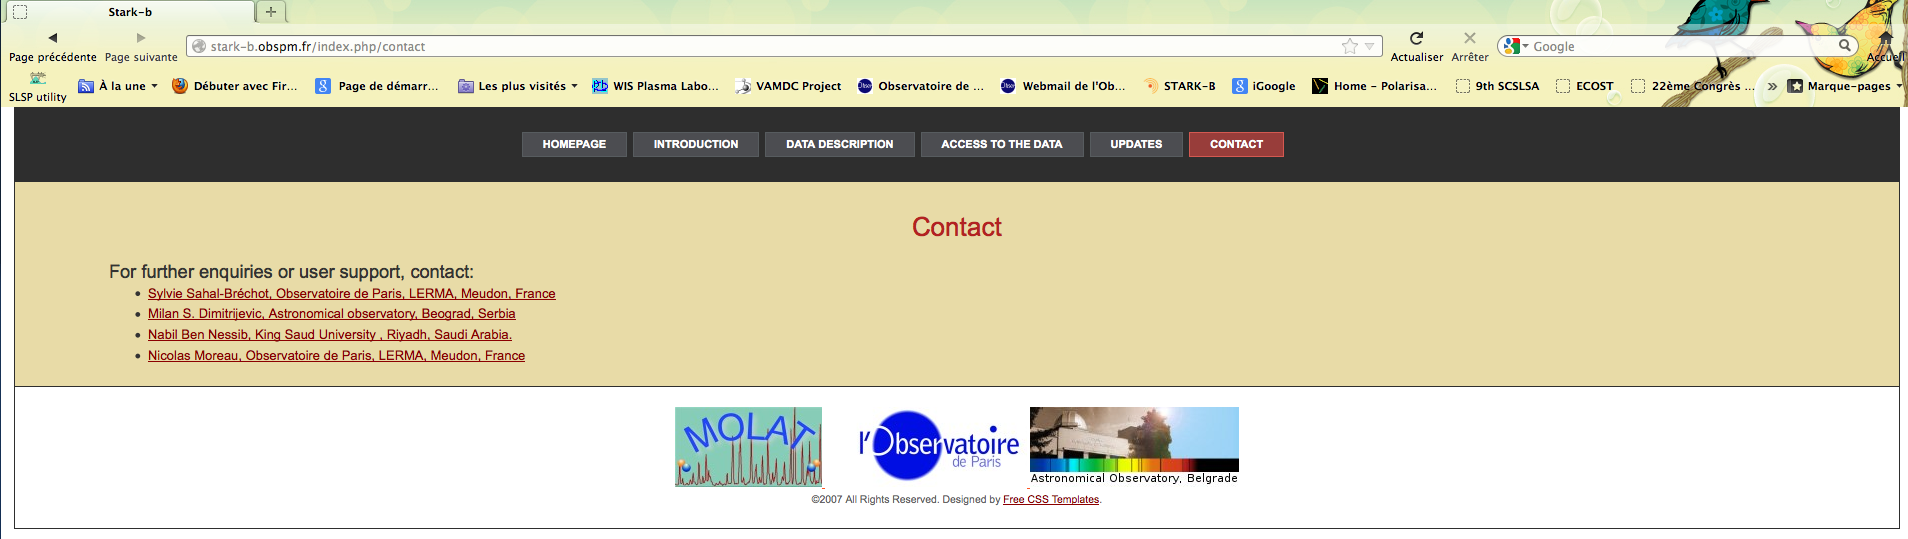 Stark-b
Page précédente
Page suivante
stark-b.obspm.fr/index.php/contact
Actualiser
Arrêter
Google
Accueil
SLSP utility
À la une
Débuter avec Fir...
Page de démarr...
Les plus visités
WIS Plasma Labo...
VAMDC Project
Observatoire de ...
Webmail de l'Ob...
STARK-B
iGoogle
Home - Polarisa...
9th SCSLSA
ECOST
22ème Congrès ...
»
Marque-pages
HOMEPAGE
INTRODUCTION
DATA DESCRIPTION
ACCESS TO THE DATA
UPDATES
CONTACT
Contact
For further enquiries or user support, contact:
• Sylvie Sahal-Bréchot, Observatoire de Paris, LERMA, Meudon, France
• Milan S. Dimitrijevic, Astronomical observatory, Beograd, Serbia
• Nabil Ben Nessib, King Saud University , Riyadh, Saudi Arabia.
• Nicolas Moreau, Observatoire de Paris, LERMA, Meudon, France
MOLAT
l'Observatoire
de Paris
Astronomical Observatory, Belgrade
©2007 All Rights Reserved. Designed by Free CSS Templates.